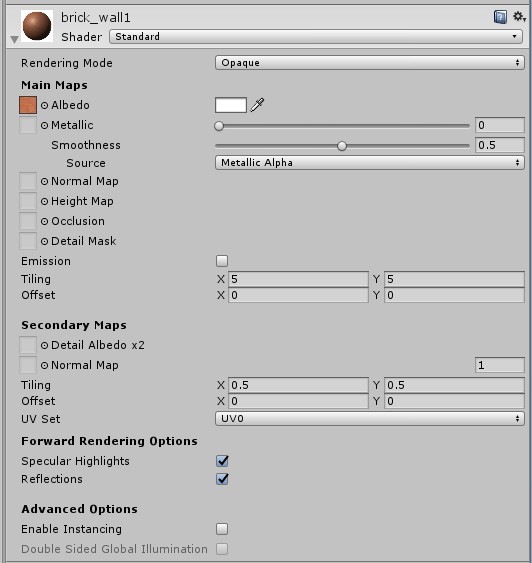 brick_wall1
Shader Standard
Rendering Mode Opaque
Main Maps
Albedo
Metallic 0
Smoothness 0.5
Source Metallic Alpha
Normal Map
Height Map
Occlusion
Detail Mask
Emission
Tiling X 5 Y 5
Offset X 0 Y 0
Secondary Maps
Detail Albedo x2
Normal Map 1
Tiling X 0.5 Y 0.5
Offset X 0 Y 0
UV Set UV0
Forward Rendering Options
Specular Highlights
Reflections
Advanced Options
Enable Instancing
Double Sided Global Illumination